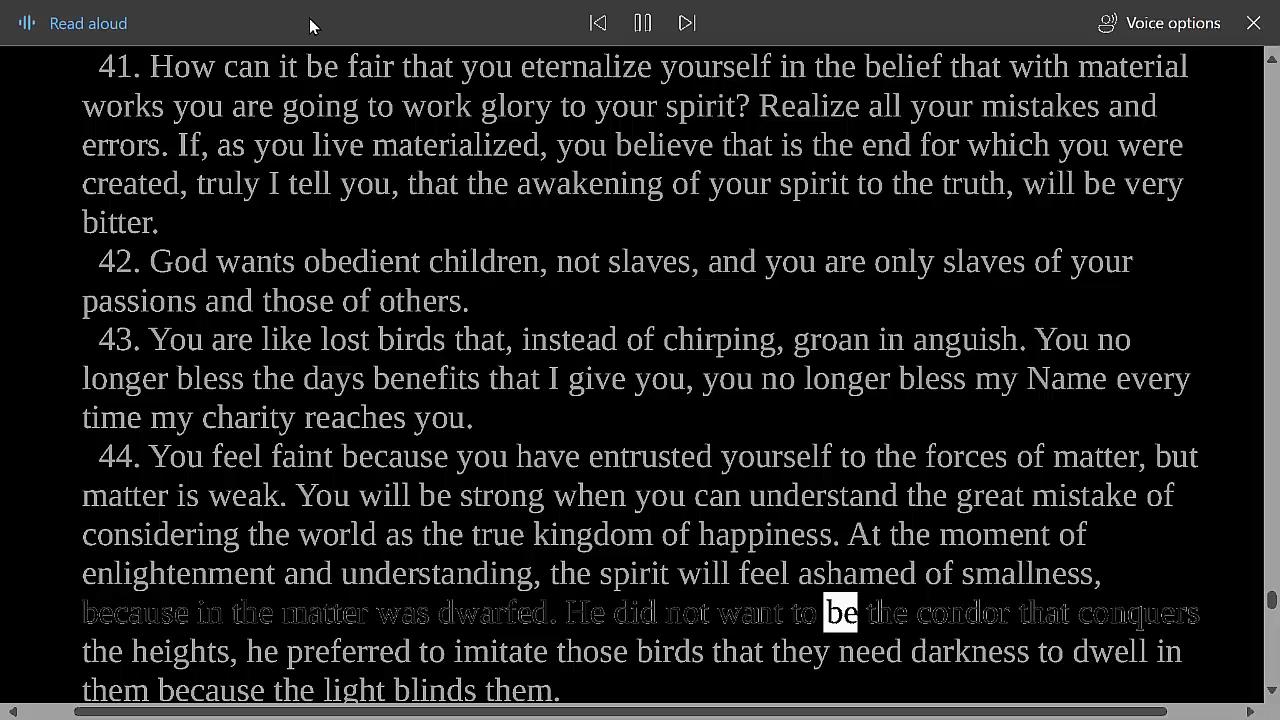 Read aloud
Voice options
41. How can it be fair that you eternalize yourself in the belief that with material
works you are going to work glory to your spirit? Realize all your mistakes and
errors. If, as you live materialized, you believe that is the end for which you were
created, truly I tell you, that the awakening of your spirit to the truth, will be very
bitter.
42. God wants obedient children, not slaves, and you are only slaves of your
passions and those of others.
43. You are like lost birds that, instead of chirping, groan in anguish. You no
longer bless the days benefits that I give you, you no longer bless my Name every
time my charity reaches you.
44. You feel faint because you have entrusted yourself to the forces of matter, but
matter is weak. You will be strong when you can understand the great mistake of
considering the world as the true kingdom of happiness. At the moment of
enlightenment and understanding, the spirit will feel ashamed of smallness,
because in the matter was dwarfed. He did not want to be the condor that conquers
the heights, he preferred to imitate those birds that they need darkness to dwell in
them because the light blinds them.